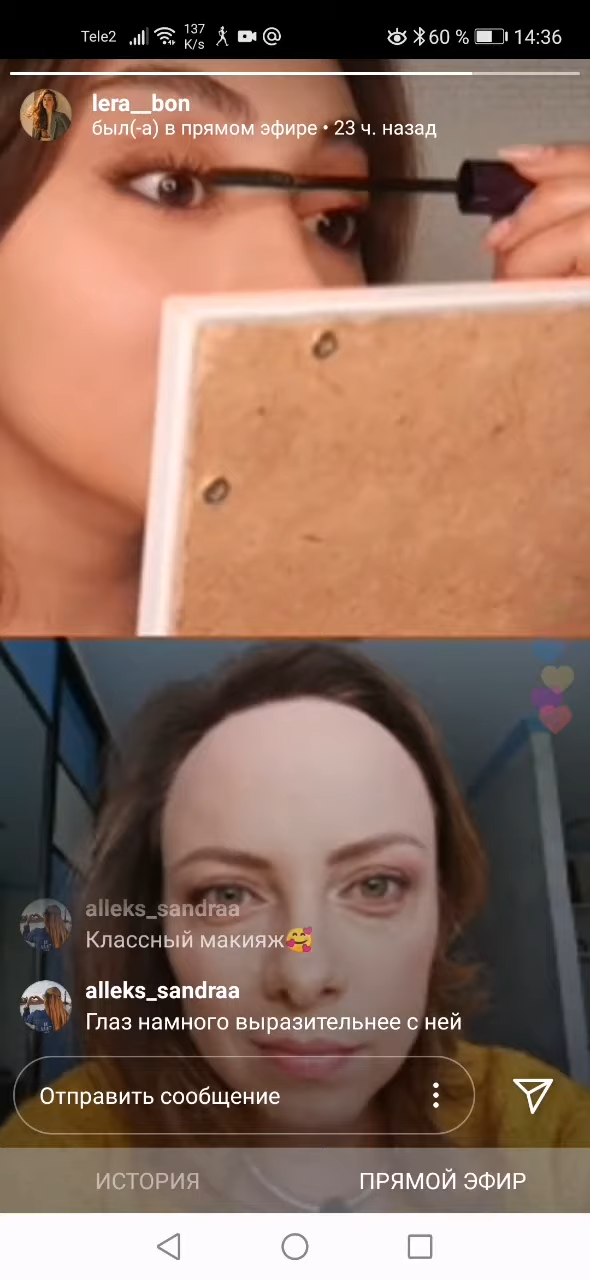 Tele2 137 K/s 60 % 14:36
lera__bon
был(-а) в прямом эфире • 23 ч. назад
alleks_sandraa
Классный макияж🥰
alleks_sandraa
Глаз намного выразительнее с ней
Отправить сообщение
ИСТОРИЯ ПРЯМОЙ ЭФИР